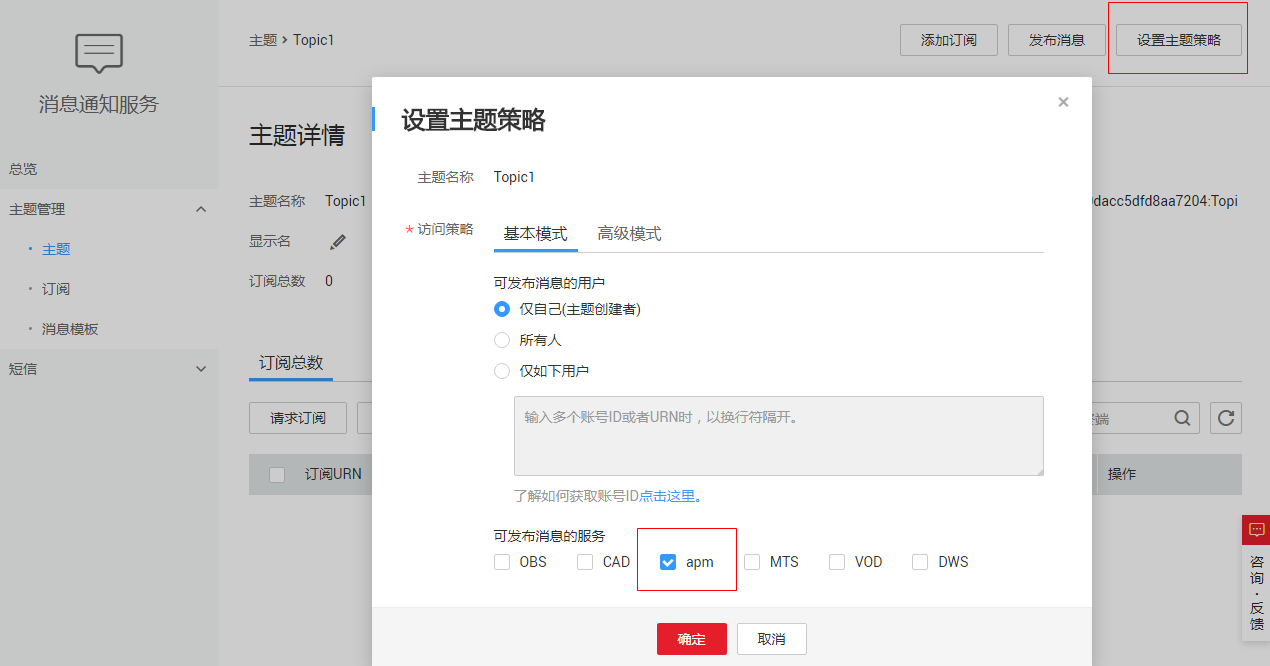 主题 > Topic1
添加订阅
发布消息
设置主题策略
消息通知服务
总览
主题管理
· 主题
· 订阅
· 消息模板
短信
主题详情
主题名称 Topic1
dacc5dfd8aa7204:Topi
显示名
订阅总数 0
订阅总数
请求订阅
订阅URN
操作
设置主题策略
×
主题名称 Topic1
* 访问策略
基本模式 高级模式
可发布消息的用户
仅自己(主题创建者)
所有人
仅如下用户
输入多个账号ID或者URN时，以换行符隔开。
了解如何获取账号ID点击这里。
可发布消息的服务
OBS CAD apm MTS VOD DWS
确定 取消
咨询·反馈